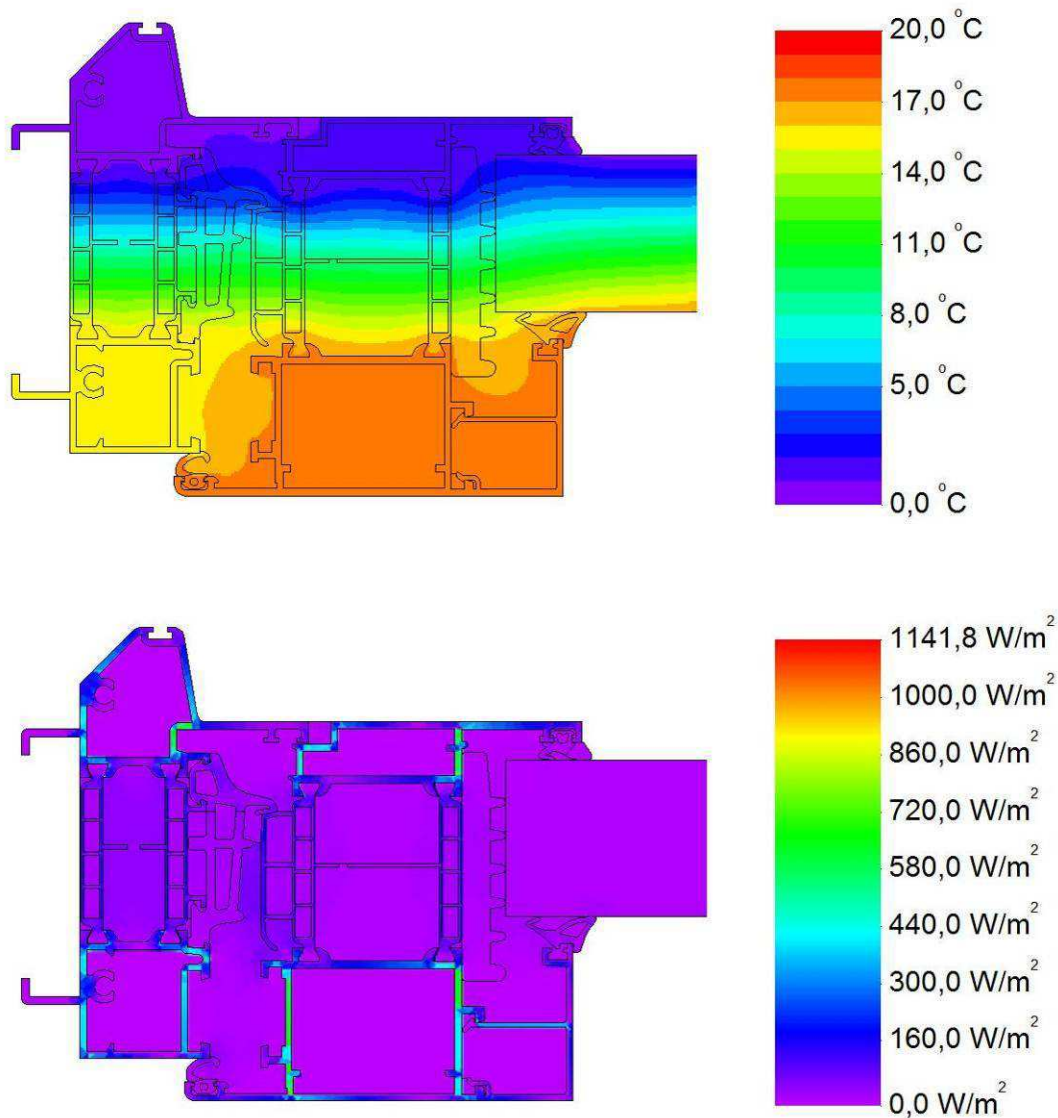 20,0 °C
17,0 °C
14,0 °C
11,0 °C
8,0 °C
5,0 °C
0,0 °C
1141,8 W/m²
1000,0 W/m²
860,0 W/m²
720,0 W/m²
580,0 W/m²
440,0 W/m²
300,0 W/m²
160,0 W/m²
0,0 W/m²